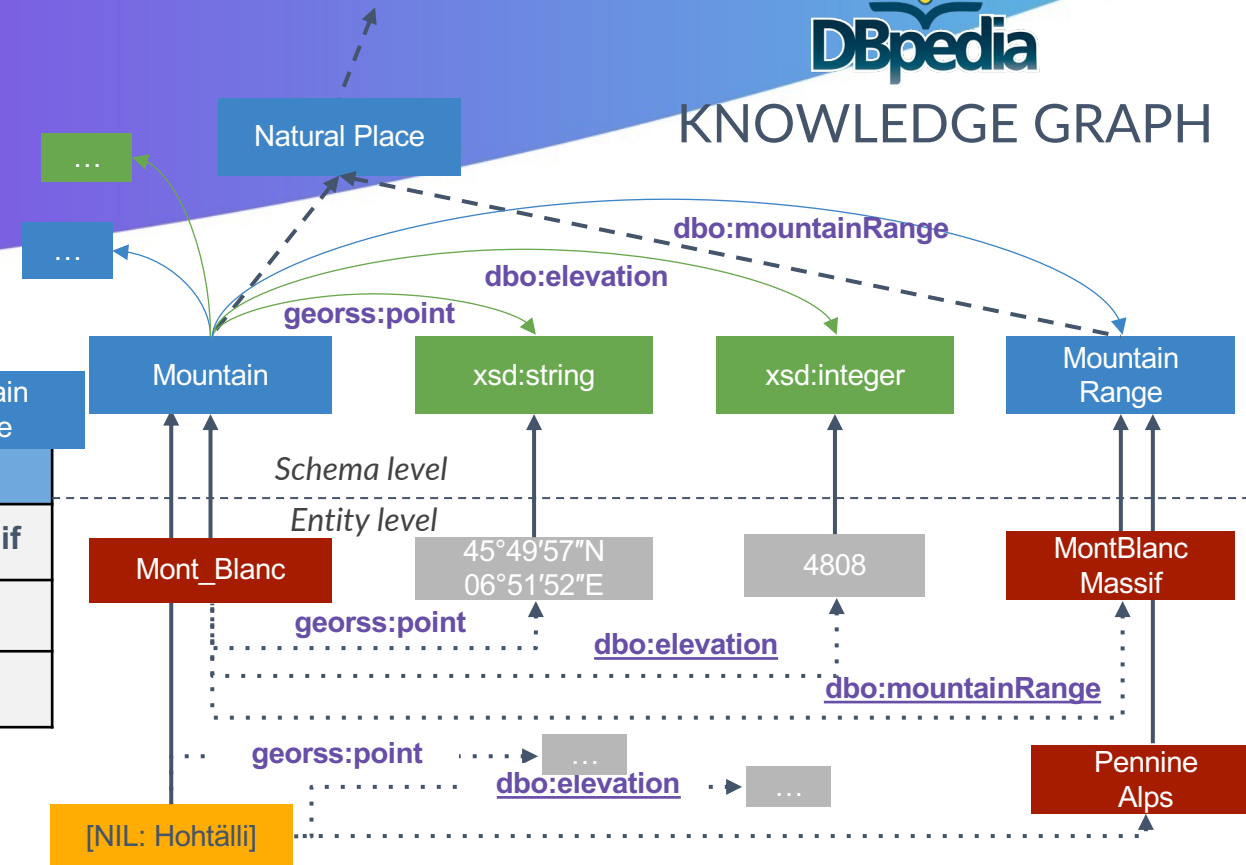 DBpedia
KNOWLEDGE GRAPH
Natural Place
…
…
dbo:mountainRange
dbo:elevation
georss:point
Mountain
xsd:string
xsd:integer
Mountain
Range
ain
e
Schema level
Entity level
if
Mont_Blanc
45°49′57″N
06°51′52″E
4808
MontBlanc
Massif
georss:point
dbo:elevation
dbo:mountainRange
georss:point
…
dbo:elevation
…
Pennine
Alps
[NIL: Hohtälli]